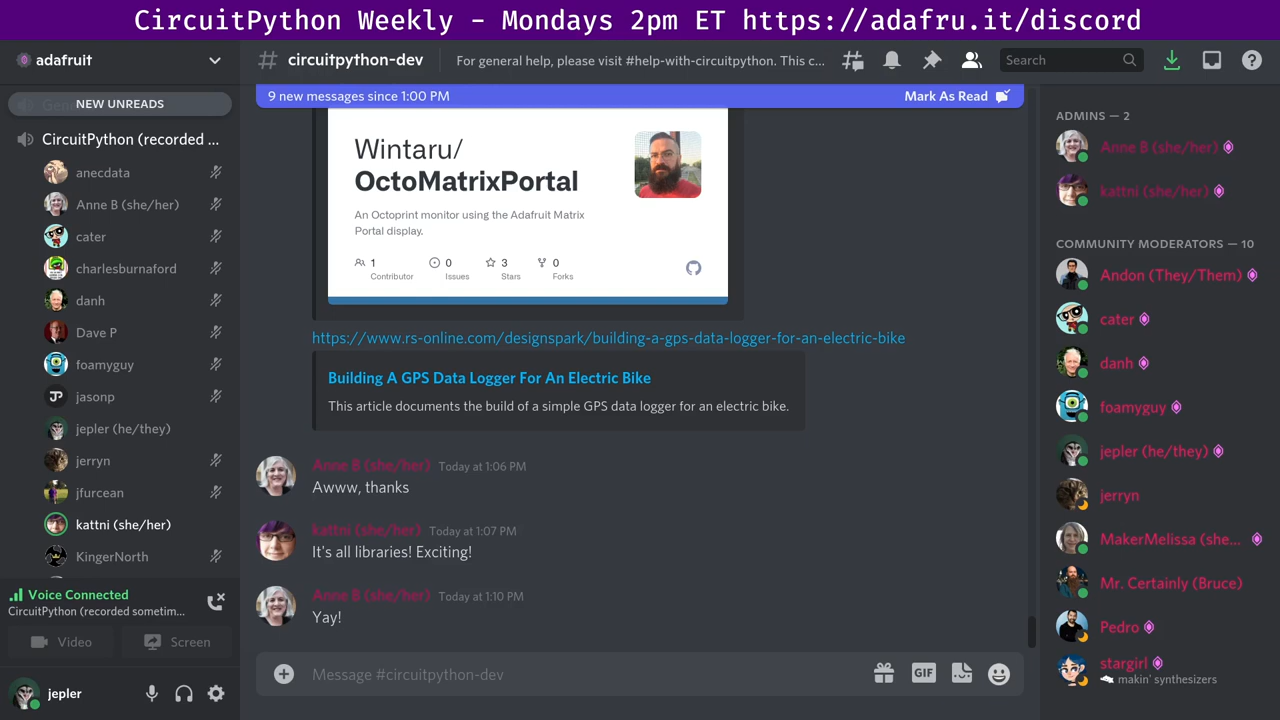 CircuitPython Weekly - Mondays 2pm ET https://adafru.it/discord
adafruit
NEW UNREADS
CircuitPython (recorded ...
anecdata
Anne B (she/her)
cater
charlesburnaford
danh
Dave P
foamyguy
jasonp
jepler (he/they)
jerryn
jfurcean
kattni (she/her)
KingerNorth
Voice Connected
CircuitPython (recorded sometim...
Video
Screen
jepler
circuitpython-dev
For general help, please visit #help-with-circuitpython. This c...
Search
9 new messages since 1:00 PM
Mark As Read
Wintaru/
OctoMatrixPortal
An Octoprint monitor using the Adafruit Matrix
Portal display.
1 Contributor
0 Issues
3 Stars
0 Forks
https://www.rs-online.com/designspark/building-a-gps-data-logger-for-an-electric-bike
Building A GPS Data Logger For An Electric Bike
This article documents the build of a simple GPS data logger for an electric bike.
Anne B (she/her) Today at 1:06 PM
Awww, thanks
kattni (she/her) Today at 1:07 PM
It's all libraries! Exciting!
Anne B (she/her) Today at 1:10 PM
Yay!
Message #circuitpython-dev
GIF
ADMINS — 2
Anne B (she/her)
kattni (she/her)
COMMUNITY MODERATORS — 10
Andon (They/Them)
cater
danh
foamyguy
jepler (he/they)
jerryn
MakerMelissa (she...
Mr. Certainly (Bruce)
Pedro
stargirl
makin' synthesizers